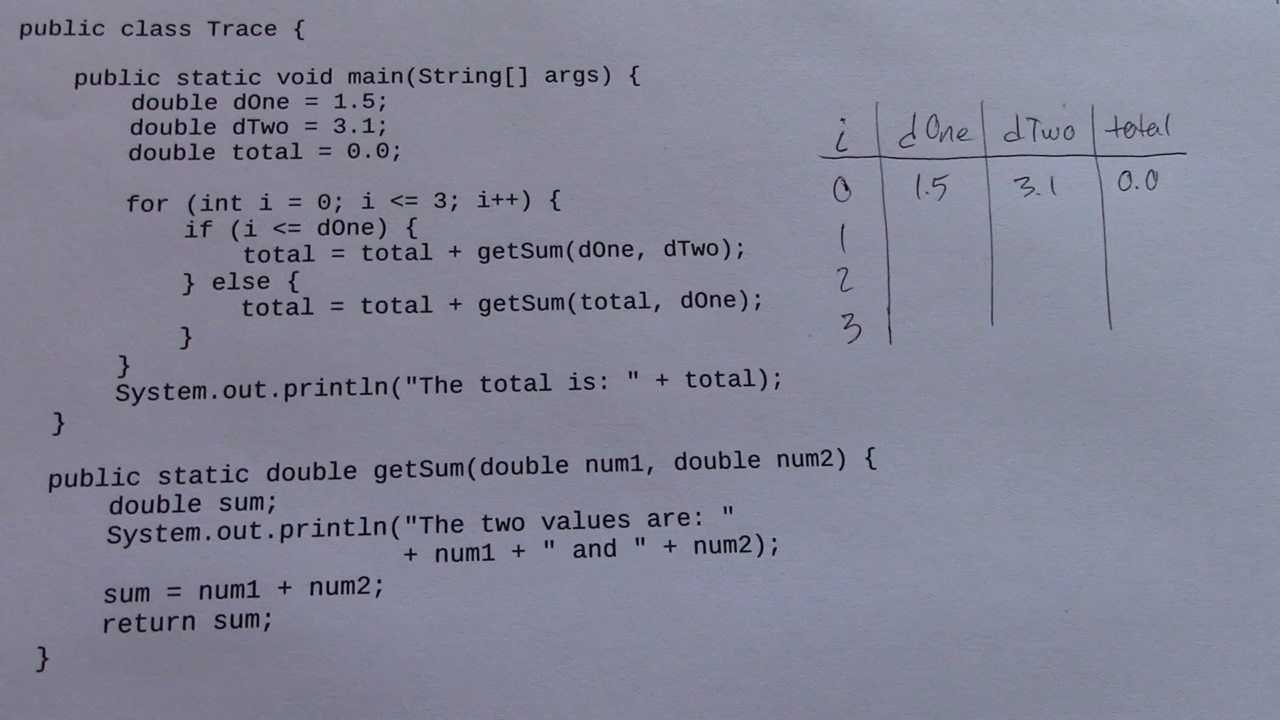 public class Trace {
public static void main(String[] args) {
double dOne = 1.5;
double dTwo = 3.1;
double total = 0.0;
for (int i = 0; i <= 3; i++) {
if (i <= dOne) {
total = total + getSum(dOne, dTwo);
} else {
total = total + getSum(total, dOne);
}
}
System.out.println("The total is: " + total);
}
public static double getSum(double num1, double num2) {
double sum;
System.out.println("The two values are: "
+ num1 + " and " + num2);
sum = num1 + num2;
return sum;
}
i dOne dTwo total
0 1.5 3.1 0.0
1
2
3